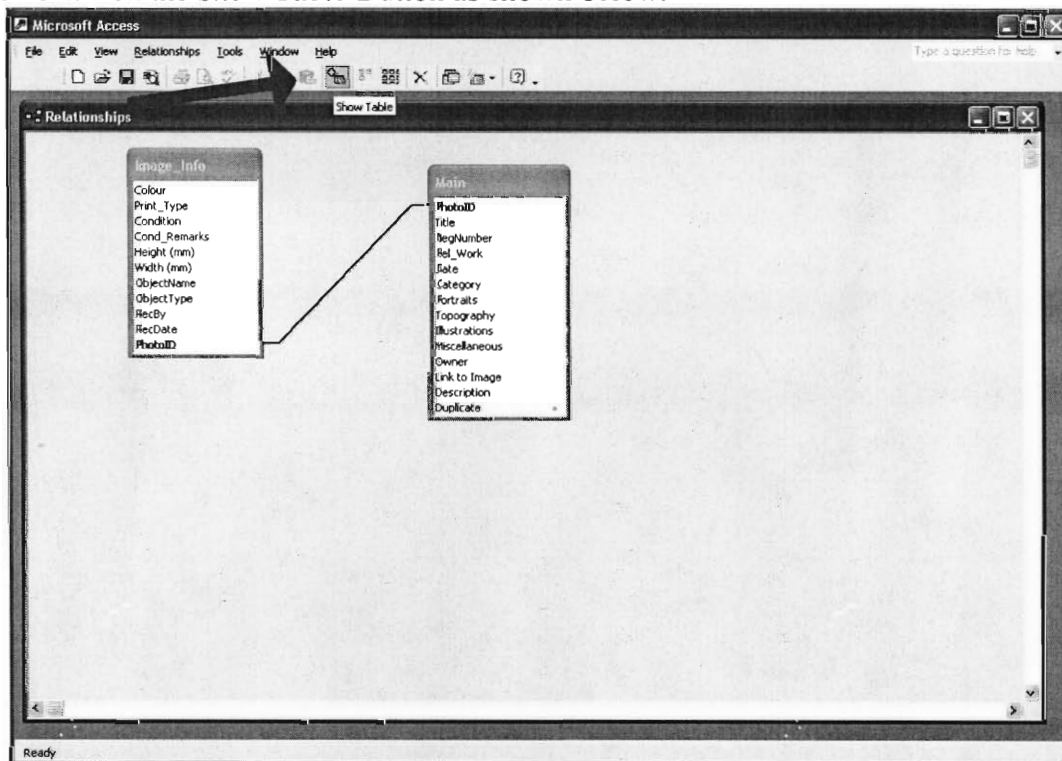 Microsoft Access
File Edit View Relationships Tools Window Help
Type a question for help
Show Table
Relationships
Image_Info
Colour
Print_Type
Condition
Cond_Remarks
Height (mm)
Width (mm)
ObjectName
ObjectType
RecBy
RecDate
PhotoID
Main
PhotoID
Title
NegNumber
Rel_Work
Date
Category
Portraits
Topography
Illustrations
Miscellaneous
Owner
Link to Image
Description
Duplicate
Ready